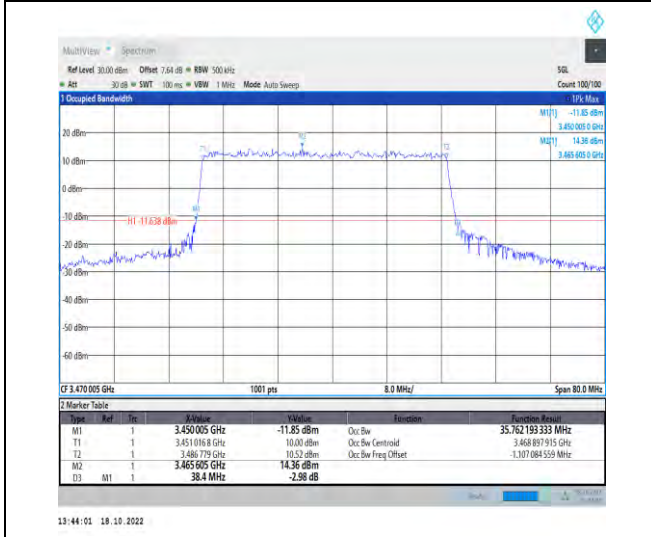 MultiView Spectrum
Ref Level 30.00 dBm Offset 7.64 dB RBW 500 kHz SGL
Att 30 dB SWT 100 ms VBW 1 MHz Mode Auto Sweep Count 100/100
1 Occupied Bandwidth 1Pk Max
M1[1] -11.85 dBm
3.450 005 0 GHz
M2[1] 14.36 dBm
3.465 605 0 GHz
20 dBm
T1 M2 T2
10 dBm
0 dBm
-10 dBm
H1 -11.638 dBm
-20 dBm
-30 dBm
-40 dBm
-50 dBm
-60 dBm
CF 3.470 005 GHz 1001 pts 8.0 MHz/ Span 80.0 MHz
2 Marker Table
Type Ref Trc X-Value Y-Value Function Function Result
M1 1 3.450 005 GHz -11.85 dBm Occ Bw 35.762 193 333 MHz
T1 1 3.451 016 8 GHz 10.00 dBm Occ Bw Centroid 3.468 897 915 GHz
T2 1 3.486 779 GHz 10.52 dBm Occ Bw Freq Offset -1.107 084 559 MHz
M2 1 3.465 605 GHz 14.36 dBm
D3 M1 1 38.4 MHz -2.98 dB
13:44:01 18.10.2022